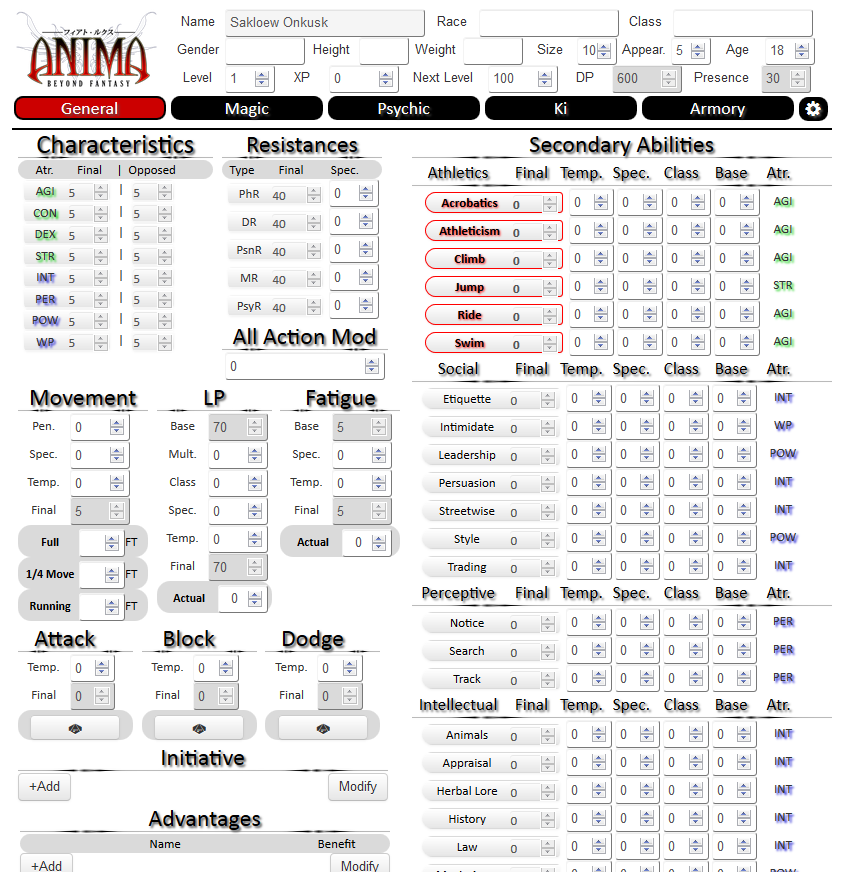 Name Sakloew Onkusk Race Class
フィアト・ルクス
ANIMA
BEYOND FANTASY
Gender Height Weight Size 10 Appear. 5 Age 18
Level 1 XP 0 Next Level 100 DP 600 Presence 30
General Magic Psychic Ki Armory
Characteristics
Atr. Final | Opposed
AGI 5 | 5
CON 5 | 5
DEX 5 | 5
STR 5 | 5
INT 5 | 5
PER 5 | 5
POW 5 | 5
WP 5 | 5
Resistances
Type Final Spec.
PhR 40 0
DR 40 0
PsnR 40 0
MR 40 0
PsyR 40 0
All Action Mod
0
Movement
Pen. 0
Spec. 0
Temp. 0
Final 5
Full FT
1/4 Move FT
Running FT
LP
Base 70
Mult. 0
Class 0
Spec. 0
Temp. 0
Final 70
Actual 0
Fatigue
Base 5
Spec. 0
Temp. 0
Final 5
Actual 0
Attack
Temp. 0
Final 0
Block
Temp. 0
Final 0
Dodge
Temp. 0
Final 0
Initiative
+Add Modify
Advantages
Name Benefit
+Add Modify
Secondary Abilities
Athletics Final Temp. Spec. Class Base Atr.
Acrobatics 0 0 0 0 0 AGI
Athleticism 0 0 0 0 0 AGI
Climb 0 0 0 0 0 AGI
Jump 0 0 0 0 0 STR
Ride 0 0 0 0 0 AGI
Swim 0 0 0 0 0 AGI
Social Final Temp. Spec. Class Base Atr.
Etiquette 0 0 0 0 0 INT
Intimidate 0 0 0 0 0 WP
Leadership 0 0 0 0 0 POW
Persuasion 0 0 0 0 0 INT
Streetwise 0 0 0 0 0 INT
Style 0 0 0 0 0 POW
Trading 0 0 0 0 0 INT
Perceptive Final Temp. Spec. Class Base Atr.
Notice 0 0 0 0 0 PER
Search 0 0 0 0 0 PER
Track 0 0 0 0 0 PER
Intellectual Final Temp. Spec. Class Base Atr.
Animals 0 0 0 0 0 INT
Appraisal 0 0 0 0 0 INT
Herbal Lore 0 0 0 0 0 INT
History 0 0 0 0 0 INT
Law 0 0 0 0 0 INT